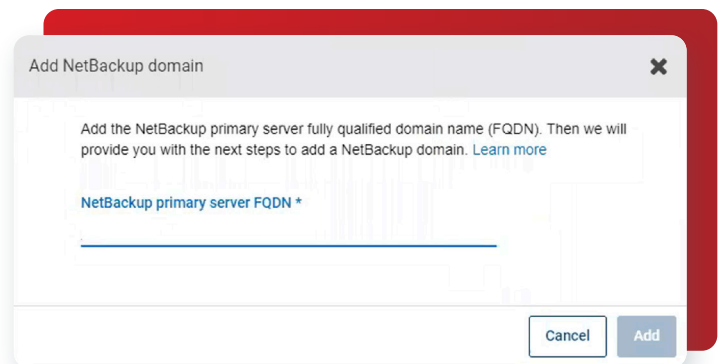 Add NetBackup domain
Add the NetBackup primary server fully qualified domain name (FQDN). Then we will
provide you with the next steps to add a NetBackup domain. Learn more
NetBackup primary server FQDN *
Cancel Add